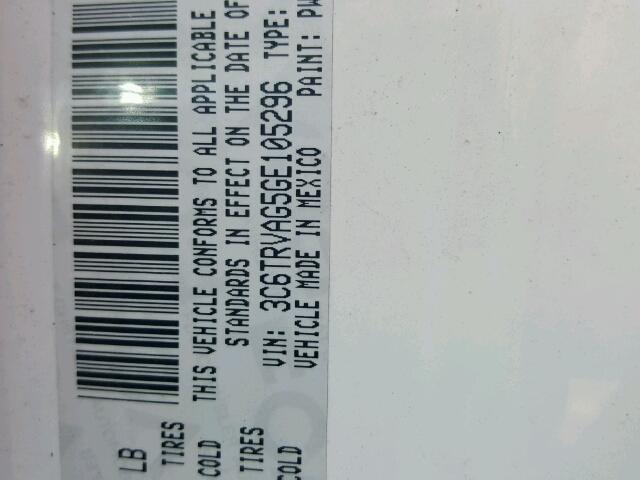 LB
TIRES
COLD
THIS VEHICLE CONFORMS TO ALL APPLICABLE
STANDARDS IN EFFECT ON THE DATE OF
TIRES
VIN: 3C6TRVAG5GE105296 TYPE:
COLD
VEHICLE MADE IN MEXICO PAINT: PW